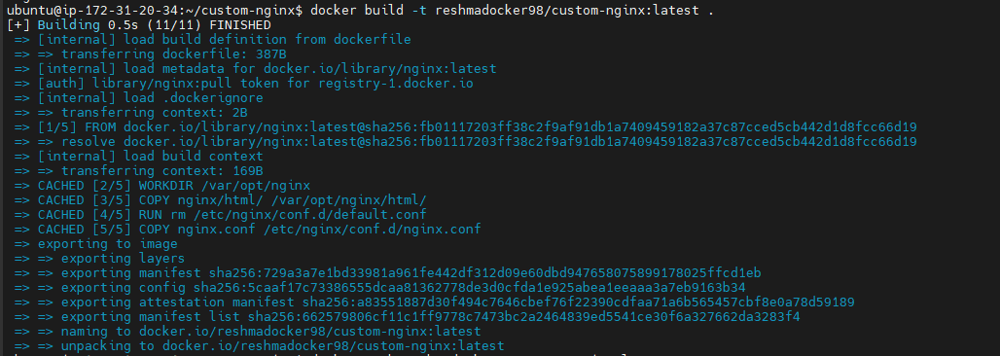 ubuntu@ip-172-31-20-34:~/custom-nginx$ docker build -t reshmadocker98/custom-nginx:latest .
[+] Building 0.5s (11/11) FINISHED
=> [internal] load build definition from dockerfile
=> => transferring dockerfile: 387B
=> [internal] load metadata for docker.io/library/nginx:latest
=> [auth] library/nginx:pull token for registry-1.docker.io
=> [internal] load .dockerignore
=> => transferring context: 2B
=> [1/5] FROM docker.io/library/nginx:latest@sha256:fb01117203ff38c2f9af91db1a7409459182a37c87cced5cb442d1d8fcc66d19
=> => resolve docker.io/library/nginx:latest@sha256:fb01117203ff38c2f9af91db1a7409459182a37c87cced5cb442d1d8fcc66d19
=> [internal] load build context
=> => transferring context: 169B
=> CACHED [2/5] WORKDIR /var/opt/nginx
=> CACHED [3/5] COPY nginx/html/ /var/opt/nginx/html/
=> CACHED [4/5] RUN rm /etc/nginx/conf.d/default.conf
=> CACHED [5/5] COPY nginx.conf /etc/nginx/conf.d/nginx.conf
=> exporting to image
=> => exporting layers
=> => exporting manifest sha256:729a3a7e1bd33981a961fe442df312d09e60dbd9476580758991780​25ffcd1eb
=> => exporting config sha256:5caaf17c73386555dcaa81362778de3d0cfda1e925abea1eeaaa3a7eb9163b34
=> => exporting attestation manifest sha256:a83551887d30f494c7646cbef76f22390cdfaa71a6b565457cbf8e0a78d59189
=> => exporting manifest list sha256:662579806cf11c1ff9778c7473bc2a2464839ed5541ce30f6a327662da3283f4
=> => naming to docker.io/reshmadocker98/custom-nginx:latest
=> => unpacking to docker.io/reshmadocker98/custom-nginx:latest